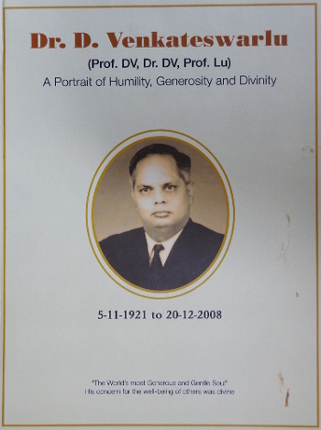 Dr. D. Venkateswarlu
(Prof. DV, Dr. DV, Prof. Lu)
A Portrait of Humility, Generosity and Divinity
5-11-1921 to 20-12-2008
"The World's most Generous and Gentle Soul"
His concern for the well-being of others was divine